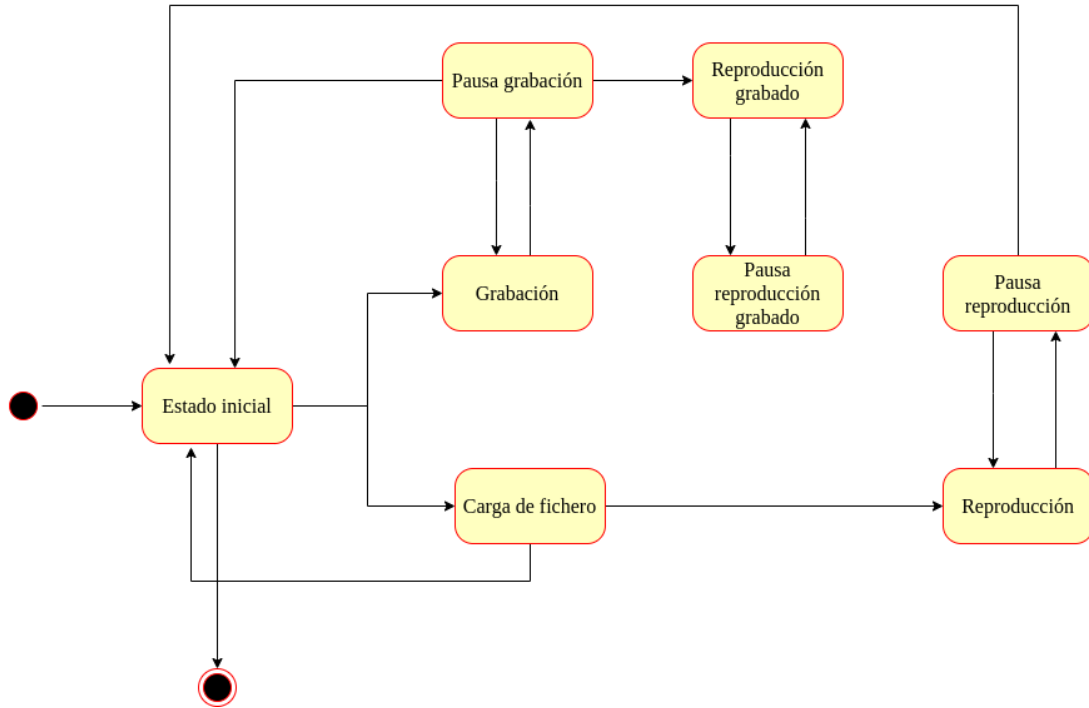 Pausa grabación
Reproducción
grabado
Grabación
Pausa
reproducción
grabado
Pausa
reproducción
Estado inicial
Carga de fichero
Reproducción